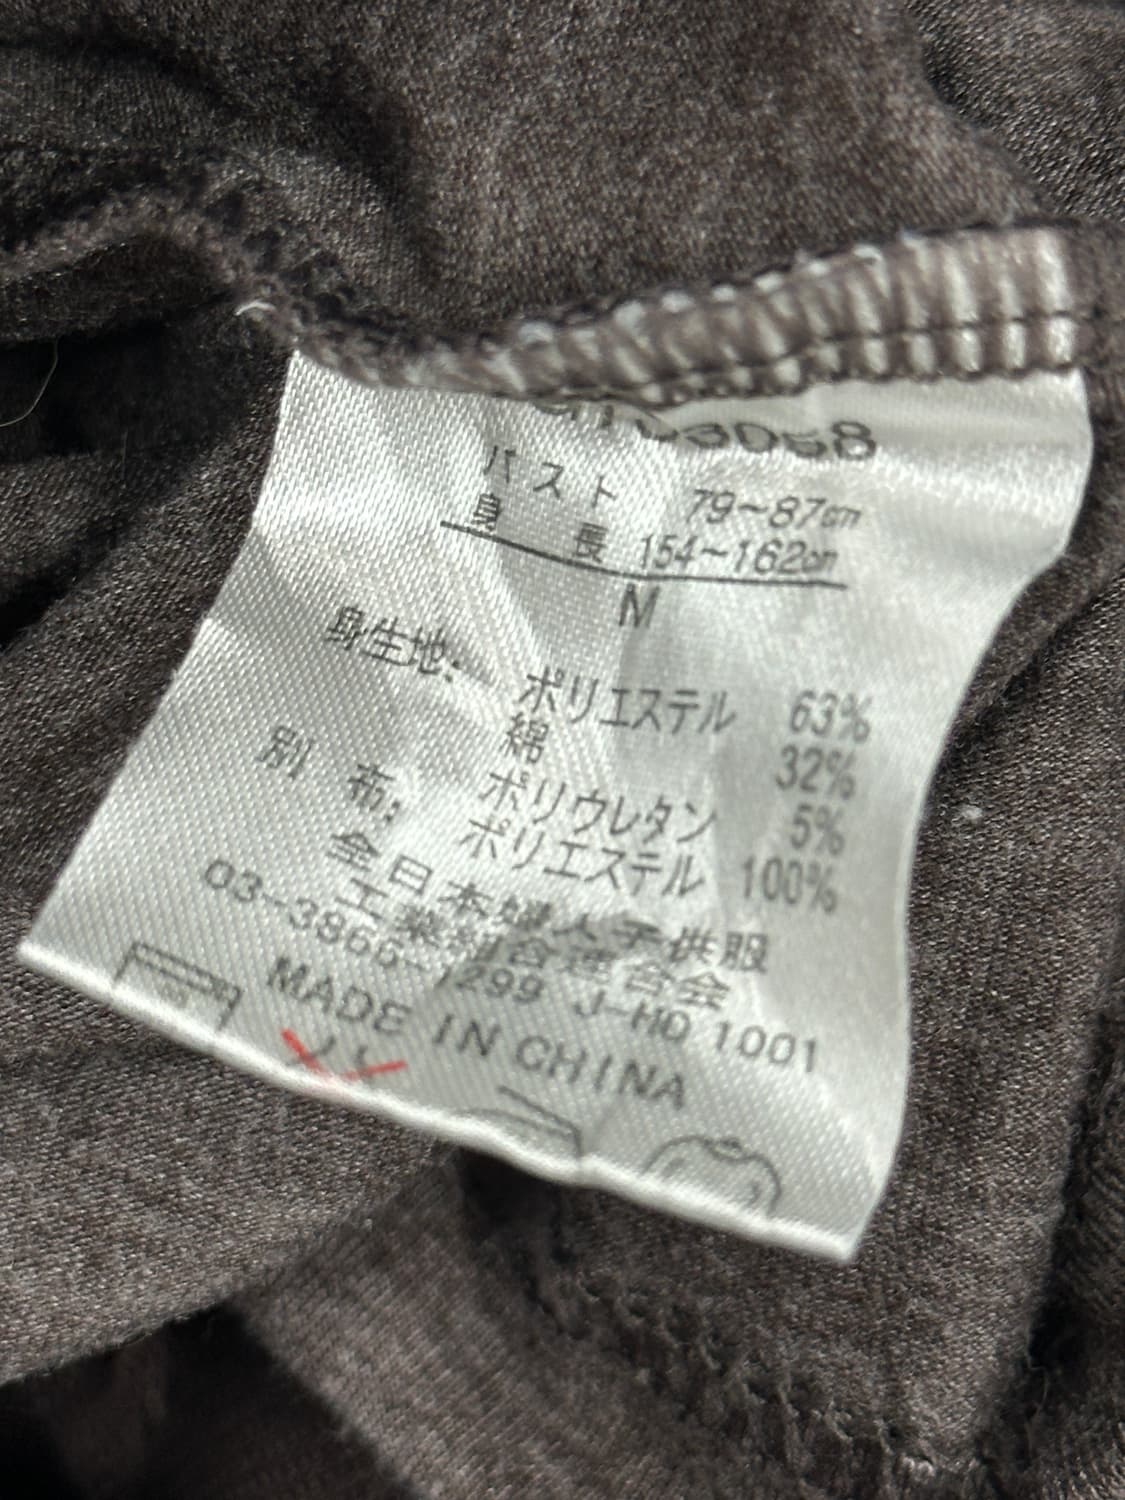 バスト 79~87cm
身長 154~162cm
M
身生地: ポリエステル 63%
綿 32%
ポリウレタン 5%
別布: ポリエステル 100%
全日本婦人子供服
工業組合連合会
03-3866-1299 J-HO 1001
MADE IN CHINA